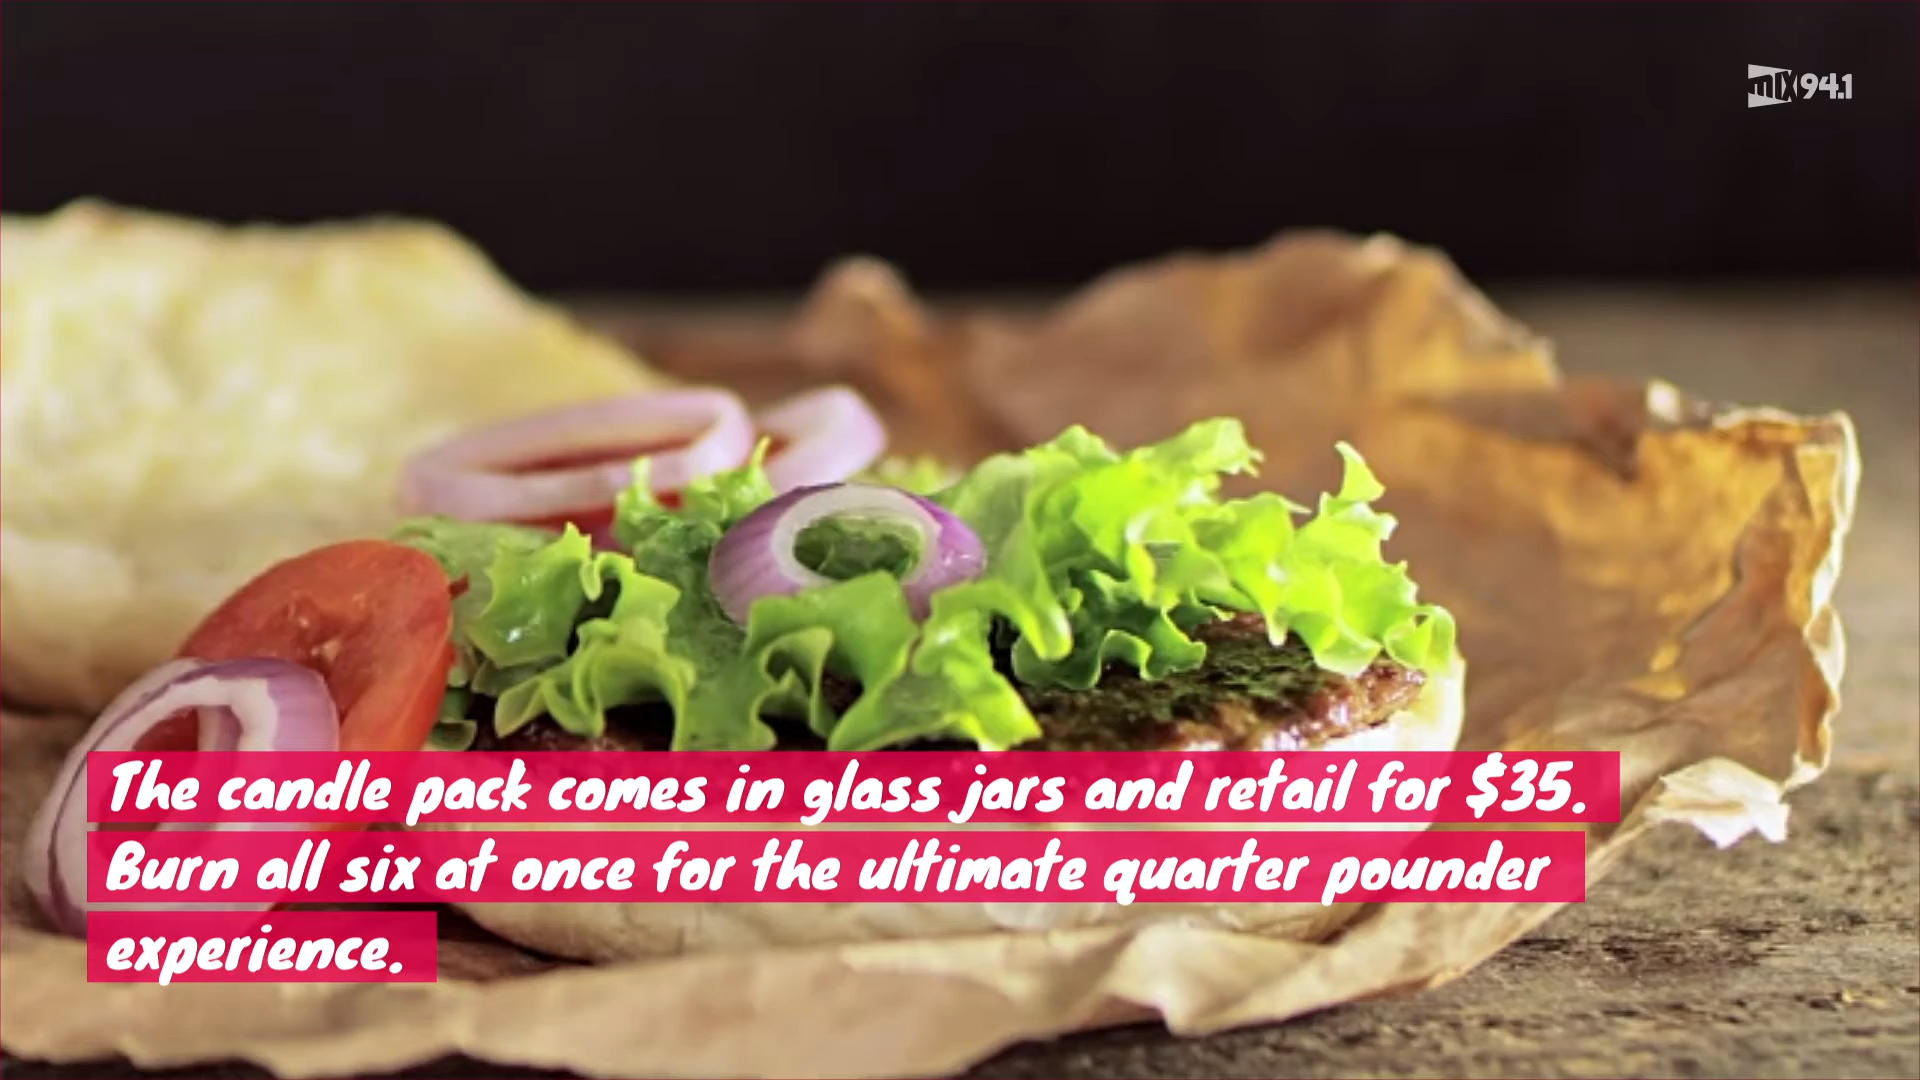 mix 94.1
The candle pack comes in glass jars and retail for $35.
Burn all six at once for the ultimate quarter pounder
experience.